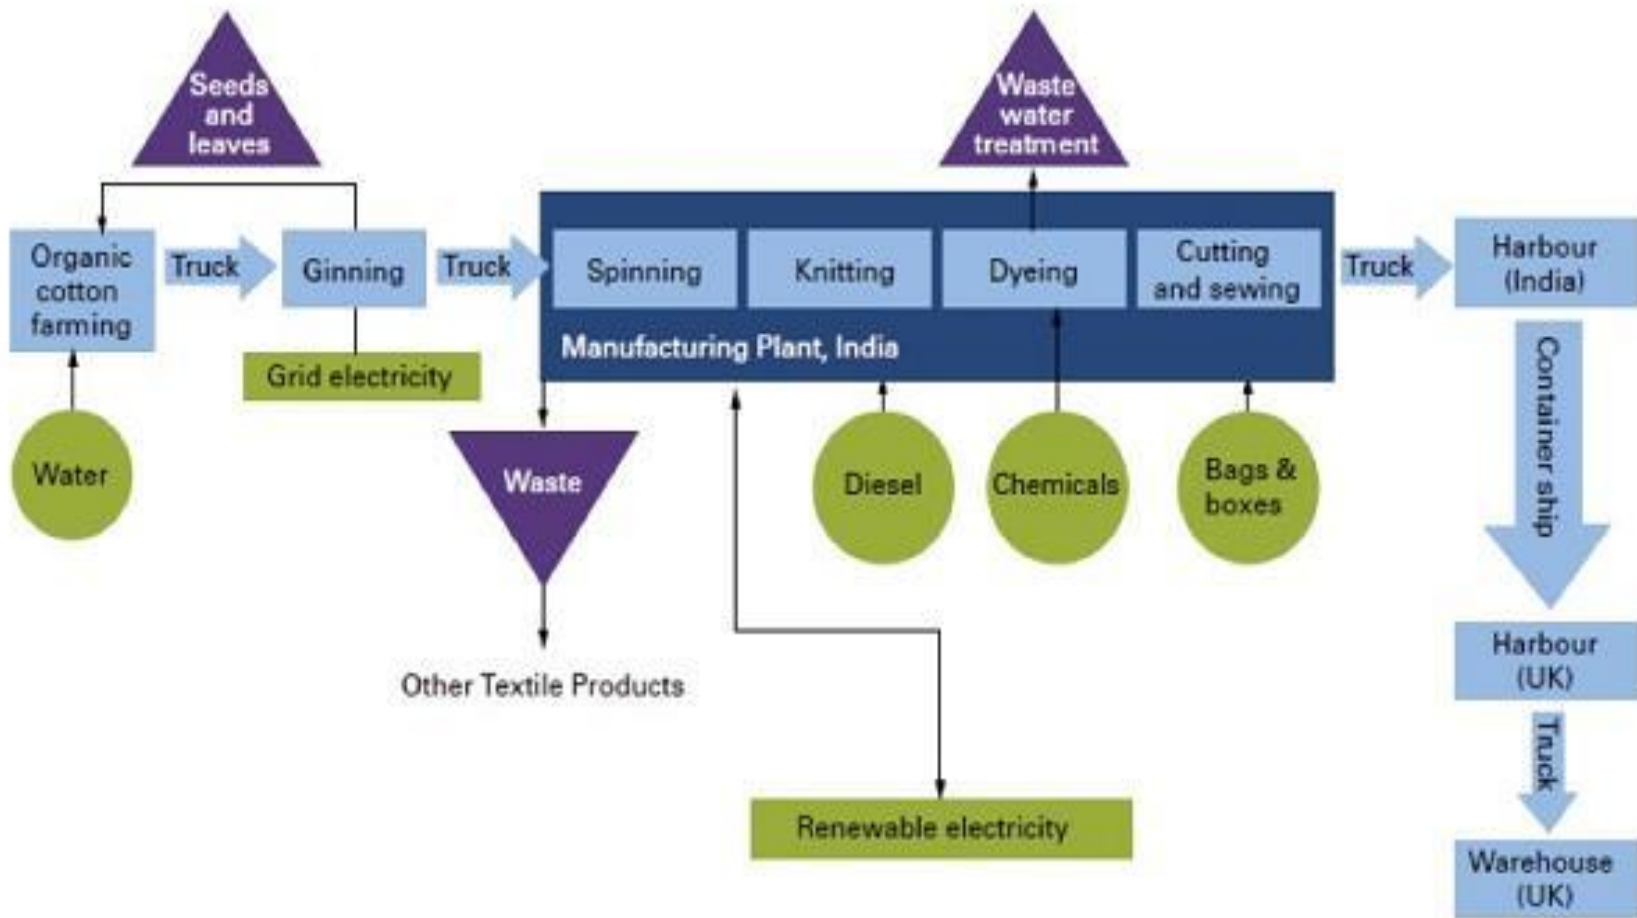 Seeds
and
leaves
Waste
water
treatment
Organic
cotton
farming
Truck
Ginning
Truck
Spinning
Knitting
Dyeing
Cutting
and sewing
Truck
Harbour
(India)
Manufacturing Plant, India
Grid electricity
Water
Waste
Diesel
Chemicals
Bags &
boxes
Container ship
Other Textile Products
Harbour
(UK)
Truck
Renewable electricity
Warehouse
(UK)